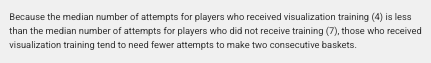 Because the median number of attempts for players who received visualization training (4) is less
than the median number of attempts for players who did not receive training (7), those who received
visualization training tend to need fewer attempts to make two consecutive baskets.